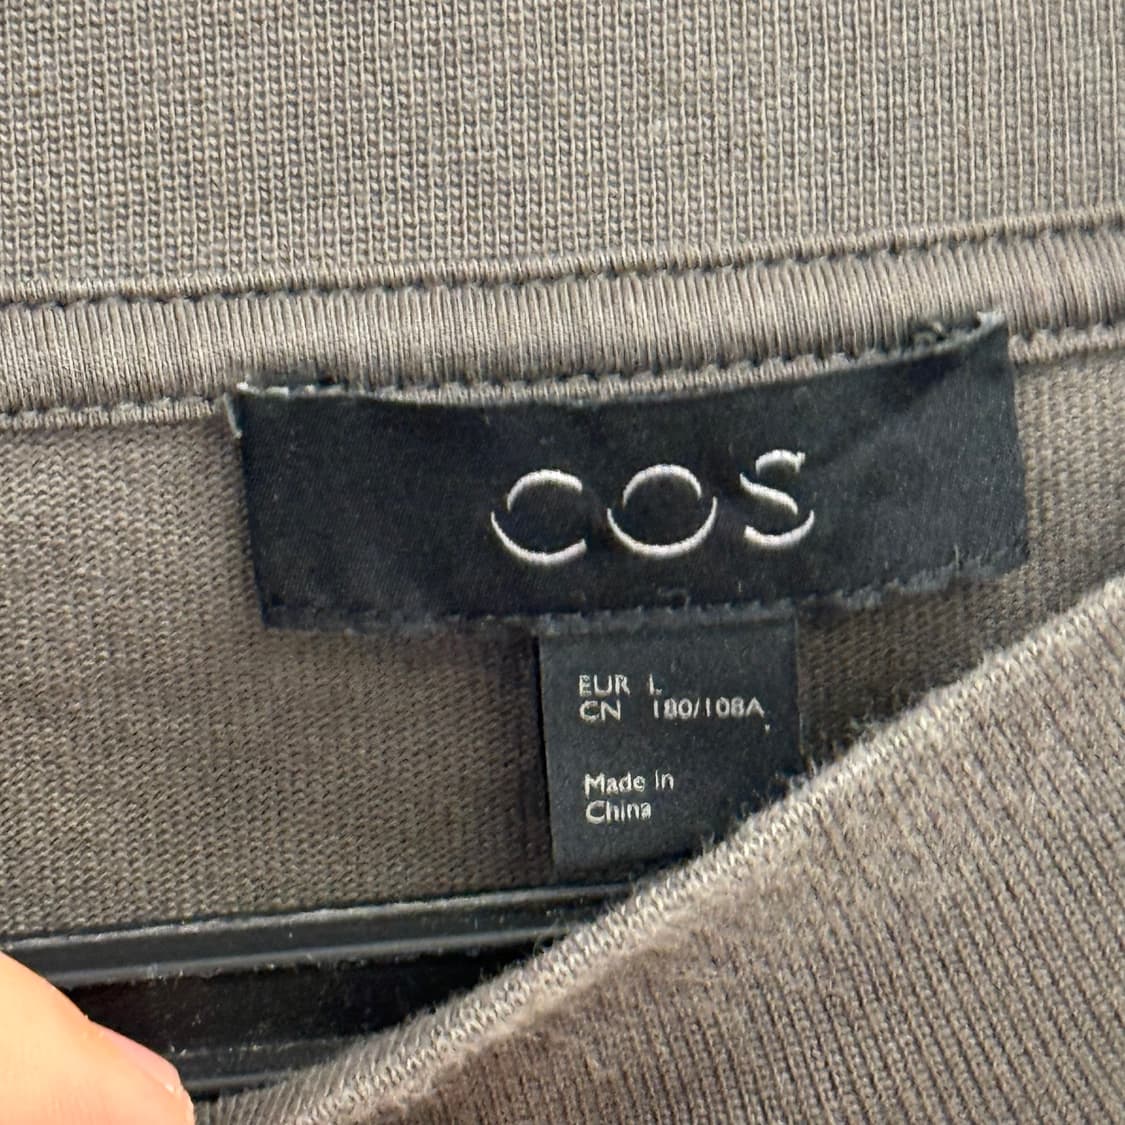 COS
EUR L
CN 180/108A
Made In
China